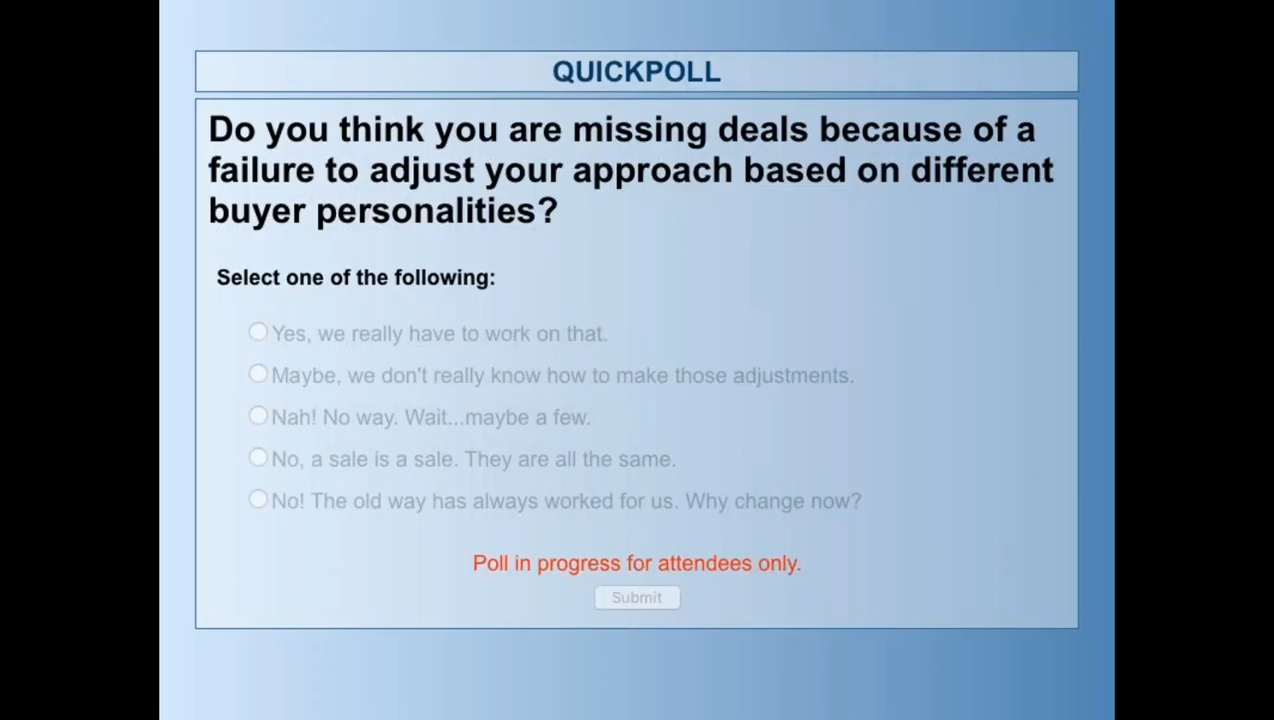 QUICKPOLL
Do you think you are missing deals because of a
failure to adjust your approach based on different
buyer personalities?
Select one of the following:
Yes, we really have to work on that.
Maybe, we don't really know how to make those adjustments.
Nah! No way. Wait...maybe a few.
No, a sale is a sale. They are all the same.
No! The old way has always worked for us. Why change now?
Poll in progress for attendees only.
Submit